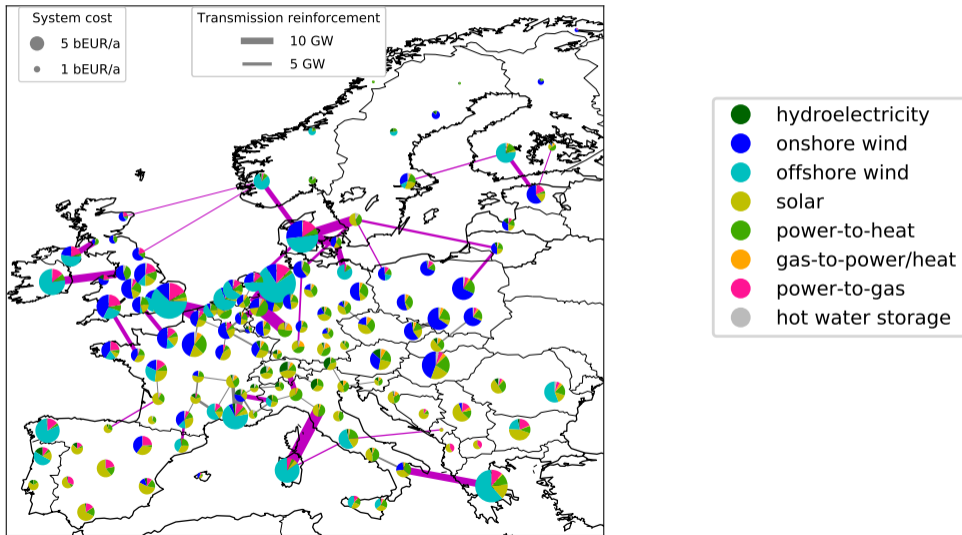 System cost
5 bEUR/a
1 bEUR/a
Transmission reinforcement
10 GW
5 GW
hydroelectricity
onshore wind
offshore wind
solar
power-to-heat
gas-to-power/heat
power-to-gas
hot water storage